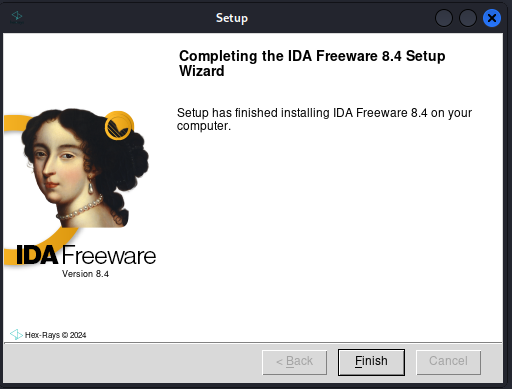 Setup
Completing the IDA Freeware 8.4 Setup
Wizard
Setup has finished installing IDA Freeware 8.4 on your
computer.
IDA Freeware
Version 8.4
Hex-Rays © 2024
< Back
Finish
Cancel